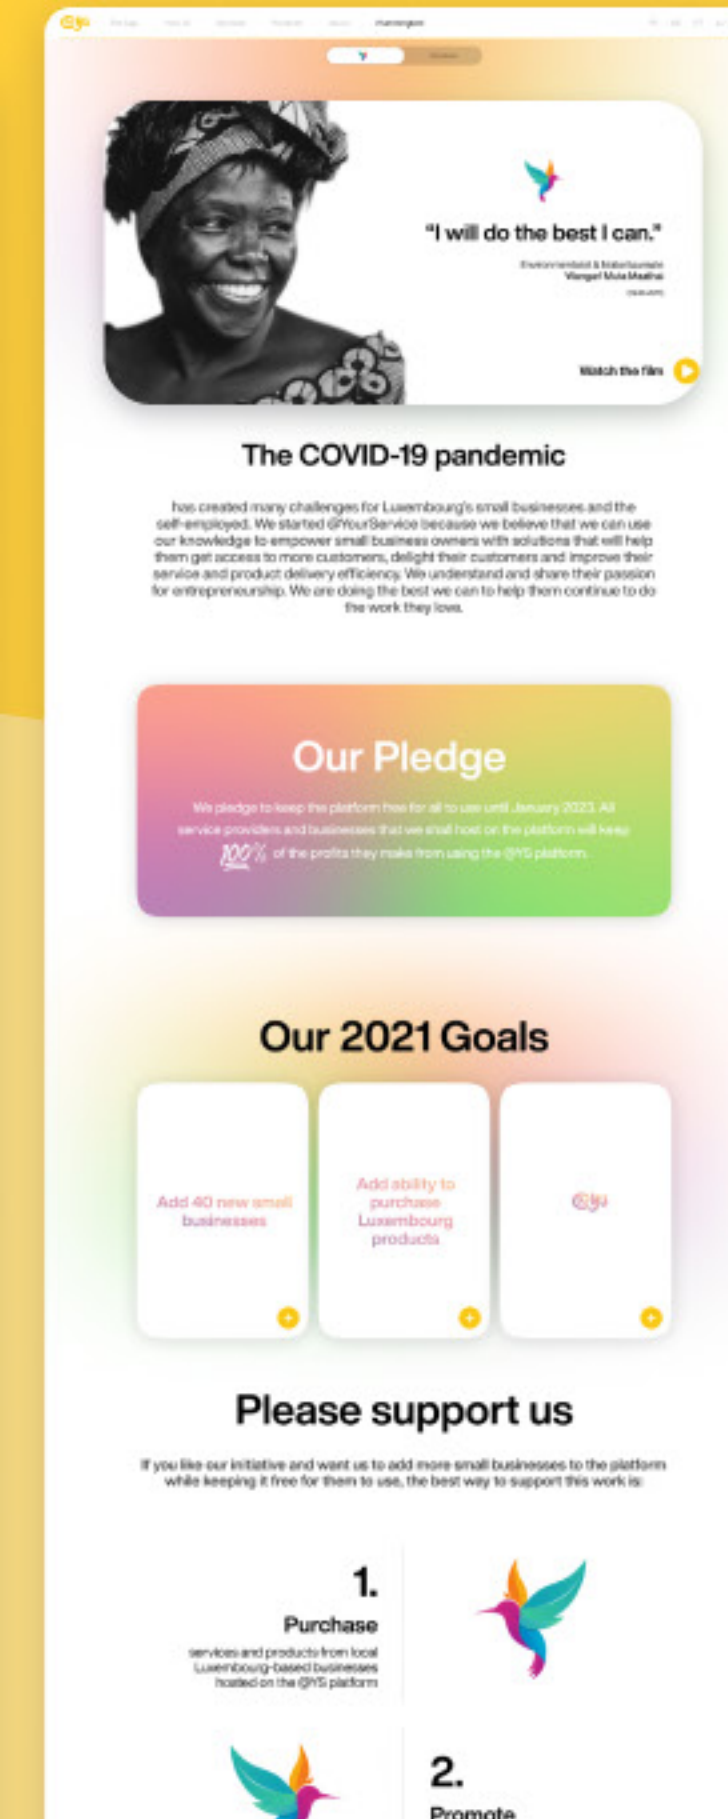 @ys
"I will do the best I can."
Environmentalist & Nobel laureate
Wangari Muta Maathai
Watch the film
The COVID-19 pandemic
has created many challenges for Luxembourg's small businesses and the
self-employed. We started @YourService because we believe that we can use
our knowledge to empower small business owners with solutions that will help
them get access to more customers, delight their customers and improve their
service and product delivery efficiency. We understand and share their passion
for entrepreneurship. We are doing the best we can to help them continue to do
the work they love.
Our Pledge
We pledge to keep the platform free for all to use until January 2023. All
service providers and businesses that we shall host on the platform will keep
100% of the profits they make from using the @YS platform.
Our 2021 Goals
Add 40 new small
businesses
Add ability to
purchase
Luxembourg
products
@ys
Please support us
If you like our initiative and want us to add more small businesses to the platform
while keeping it free for them to use, the best way to support this work is:
1.
Purchase
services and products from local
Luxembourg-based businesses
hosted on the @YS platform
2.
Promote